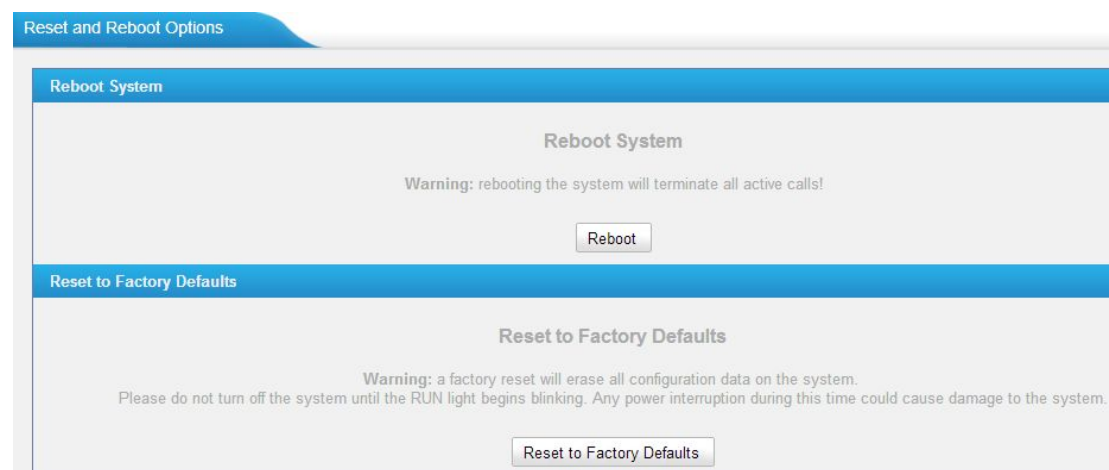 Reset and Reboot Options
Reboot System
Reboot System
Warning: rebooting the system will terminate all active calls!
Reboot
Reset to Factory Defaults
Reset to Factory Defaults
Warning: a factory reset will erase all configuration data on the system.
Please do not turn off the system until the RUN light begins blinking. Any power interruption during this time could cause damage to the system.
Reset to Factory Defaults